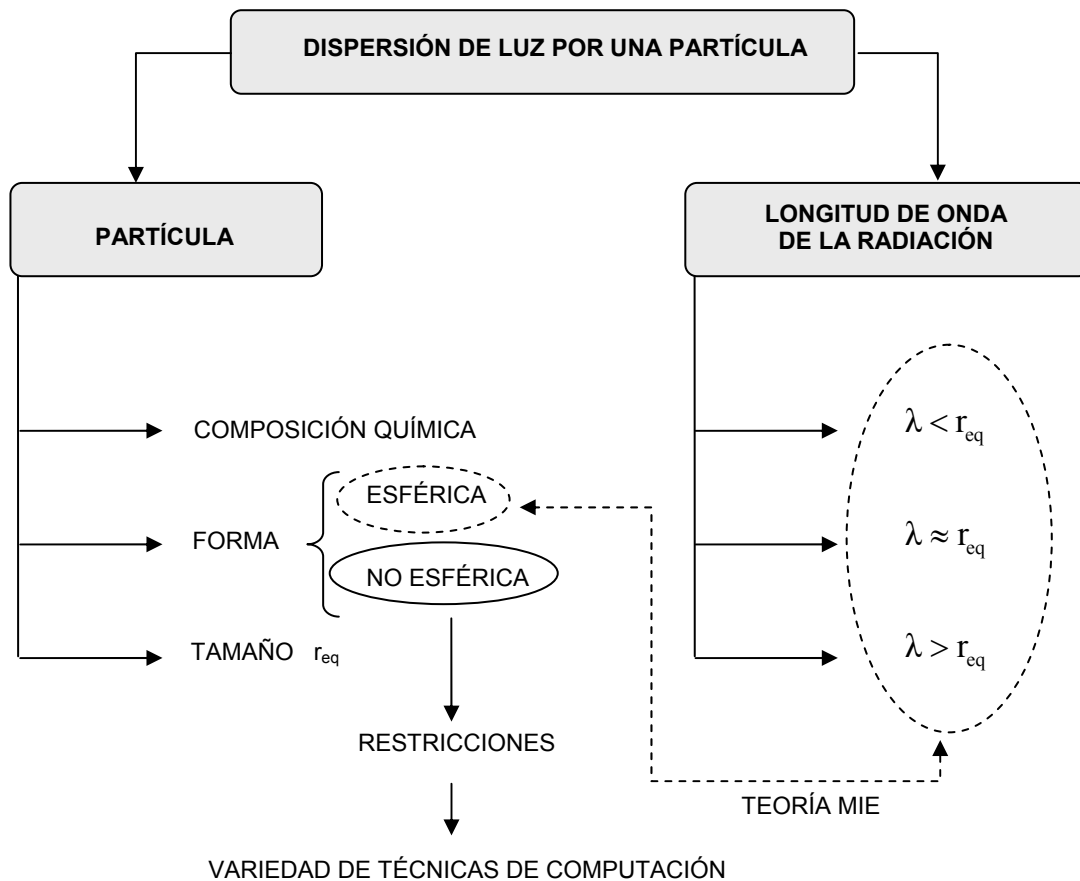 DISPERSIÓN DE LUZ POR UNA PARTÍCULA
PARTÍCULA
LONGITUD DE ONDA
DE LA RADIACIÓN
COMPOSICIÓN QUÍMICA
FORMA
ESFÉRICA
NO ESFÉRICA
TAMAÑO r_eq
RESTRICCIONES
VARIEDAD DE TÉCNICAS DE COMPUTACIÓN
λ < r_eq
λ ≈ r_eq
λ > r_eq
TEORÍA MIE